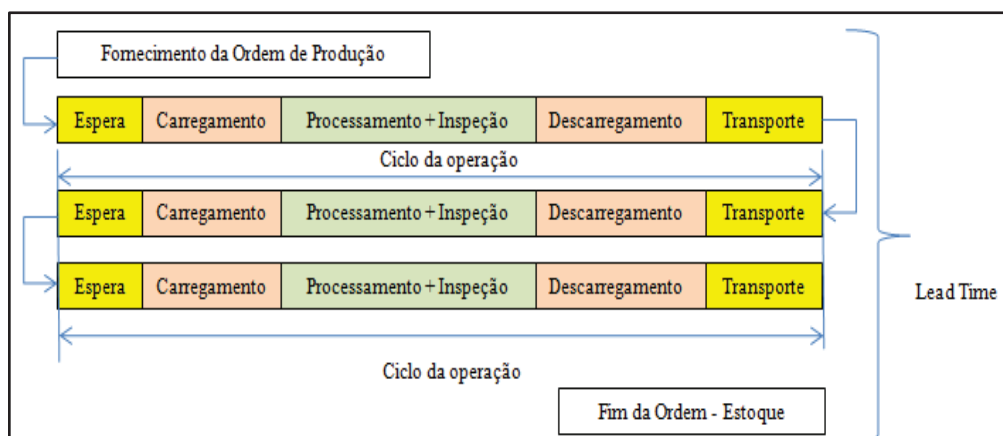 Fornecimento da Ordem de Produção
Espera Carregamento Processamento + Inspeção Descarregamento Transporte
Ciclo da operação
Espera Carregamento Processamento + Inspeção Descarregamento Transporte
Espera Carregamento Processamento + Inspeção Descarregamento Transporte
Lead Time
Ciclo da operação
Fim da Ordem - Estoque